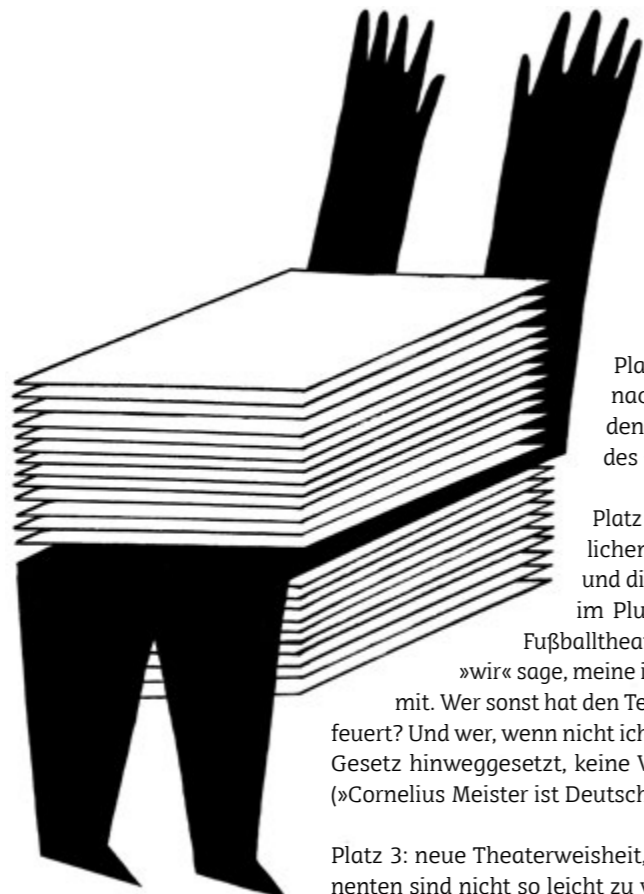 Pla
nac
den
des
Platz
licher
und di
im Plu
Fußballtheat
»wir« sage, meine i
mit. Wer sonst hat den Te
feuert? Und wer, wenn nicht ich
Gesetz hinweggesetzt, keine V
(»Cornelius Meister ist Deutsch
Platz 3: neue Theaterweisheit,
nenten sind nicht so leicht zu v